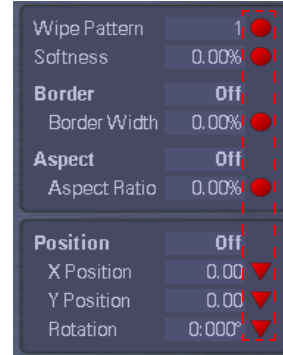 Wipe Pattern 1
Softness 0.00%
Border Off
Border Width 0.00%
Aspect Off
Aspect Ratio 0.00%
Position Off
X Position 0.00
Y Position 0.00
Rotation 0:000°